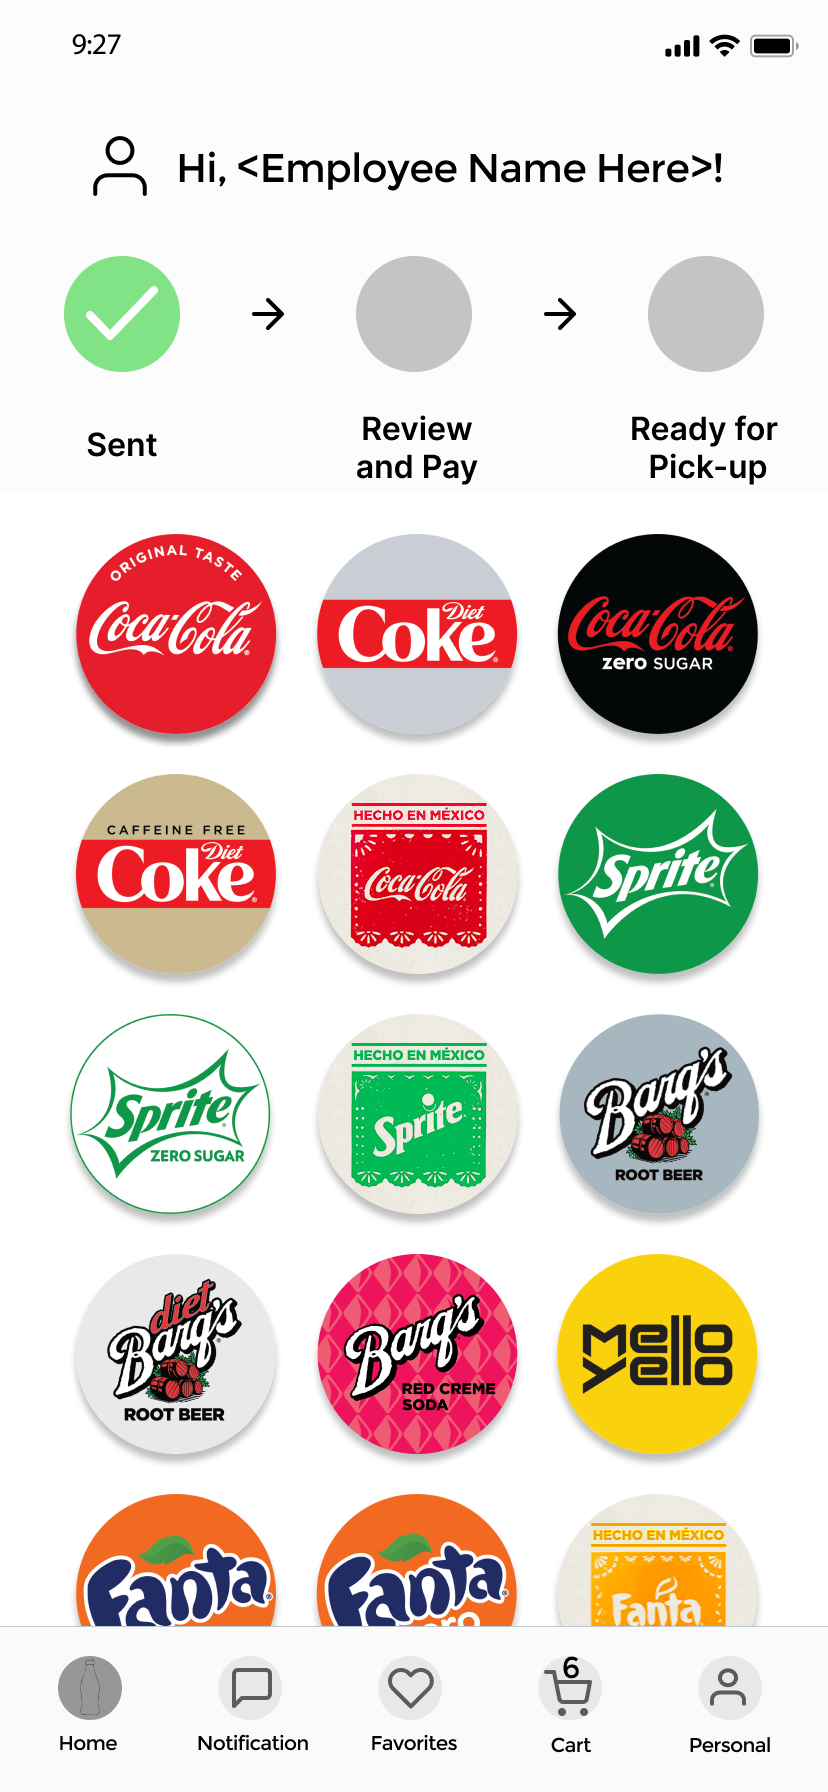 9:27
Hi, <Employee Name Here>!
Sent
Review
and Pay
Ready for
Pick-up
ORIGINAL TASTE
Coca-Cola
Diet
Coke
Coca-Cola
zero SUGAR
CAFFEINE FREE
Diet
Coke
HECHO EN MÉXICO
Coca-Cola
Sprite
Sprite
ZERO SUGAR
HECHO EN MÉXICO
Sprite
Barq's
ROOT BEER
diet
Barq's
ROOT BEER
Barq's
RED CREME
SODA
mello
yello
Fanta
Fanta
HECHO EN MÉXICO
Fanta
6
Home
Notification
Favorites
Cart
Personal